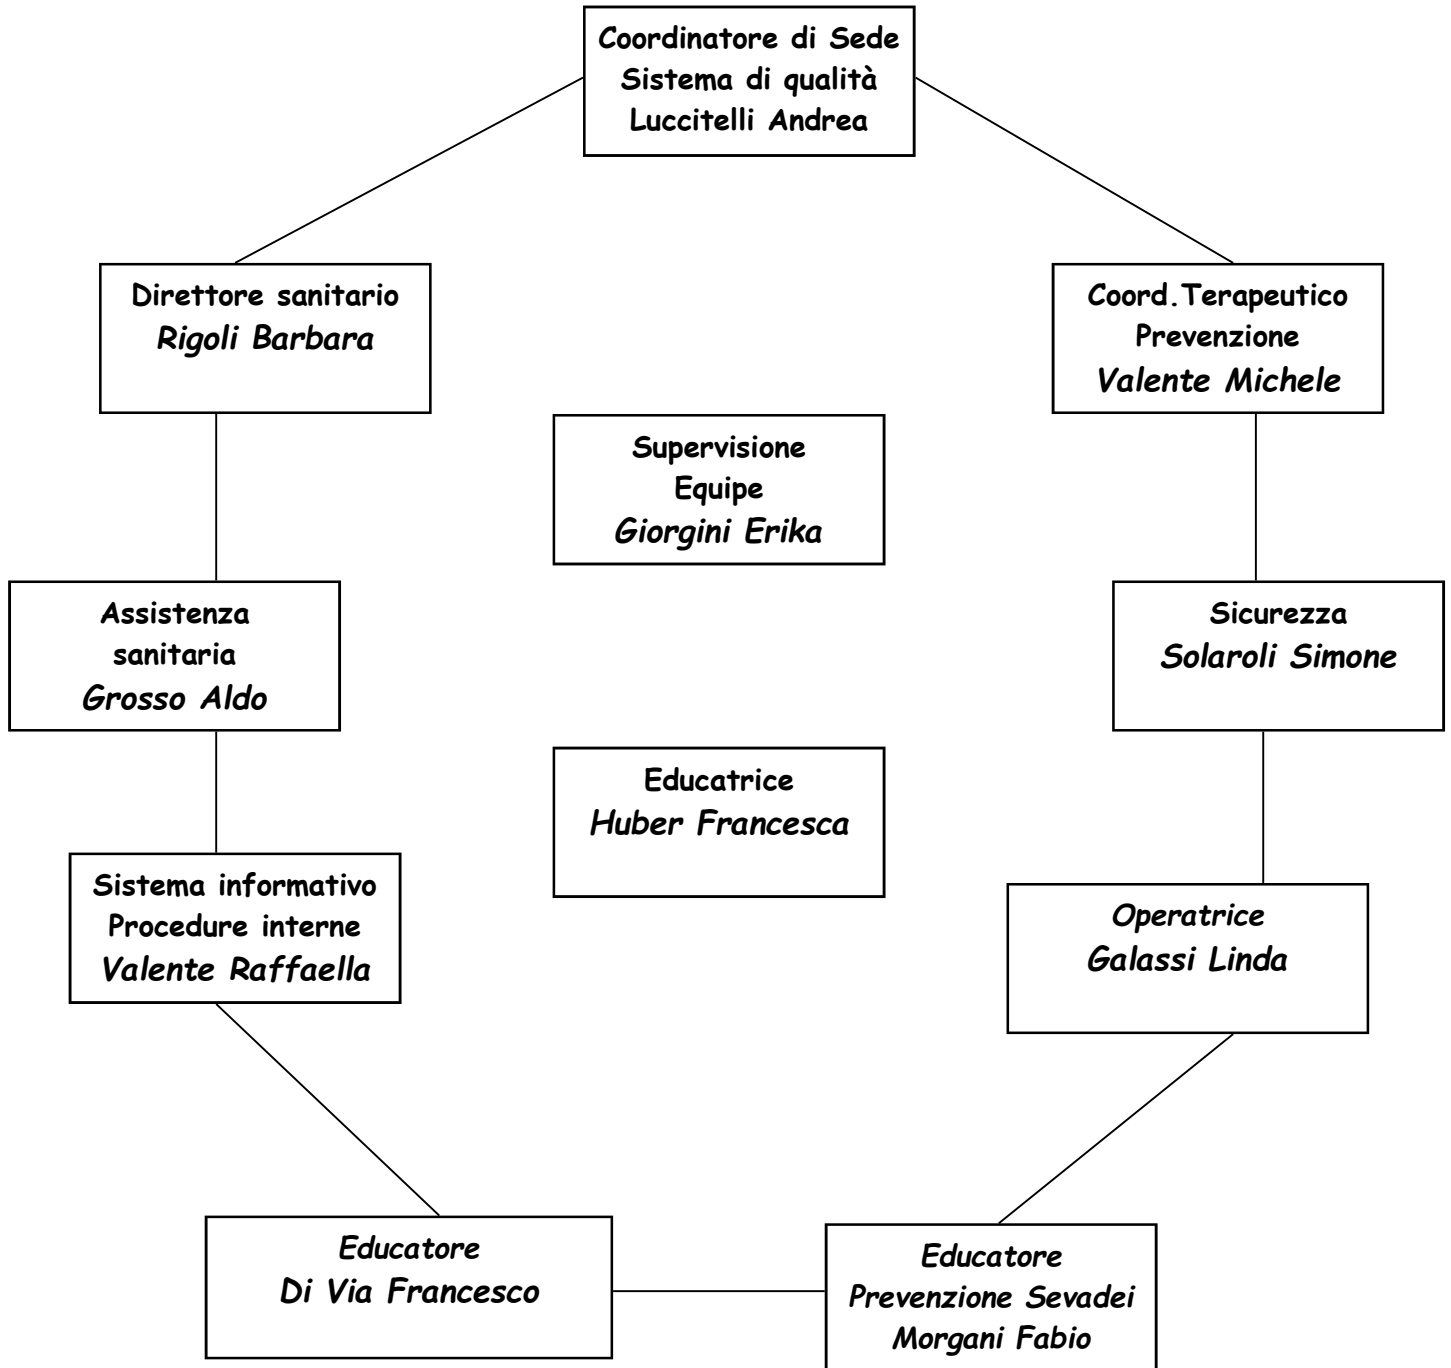 Coordinatore di Sede
Sistema di qualità
Luccitelli Andrea
Direttore sanitario
Rigoli Barbara
Coord.Terapeutico
Prevenzione
Valente Michele
Supervisione
Equipe
Giorgini Erika
Assistenza
sanitaria
Grosso Aldo
Sicurezza
Solaroli Simone
Educatrice
Huber Francesca
Sistema informativo
Procedure interne
Valente Raffaella
Operatrice
Galassi Linda
Educatore
Di Via Francesco
Educatore
Prevenzione Sevadei
Morgani Fabio